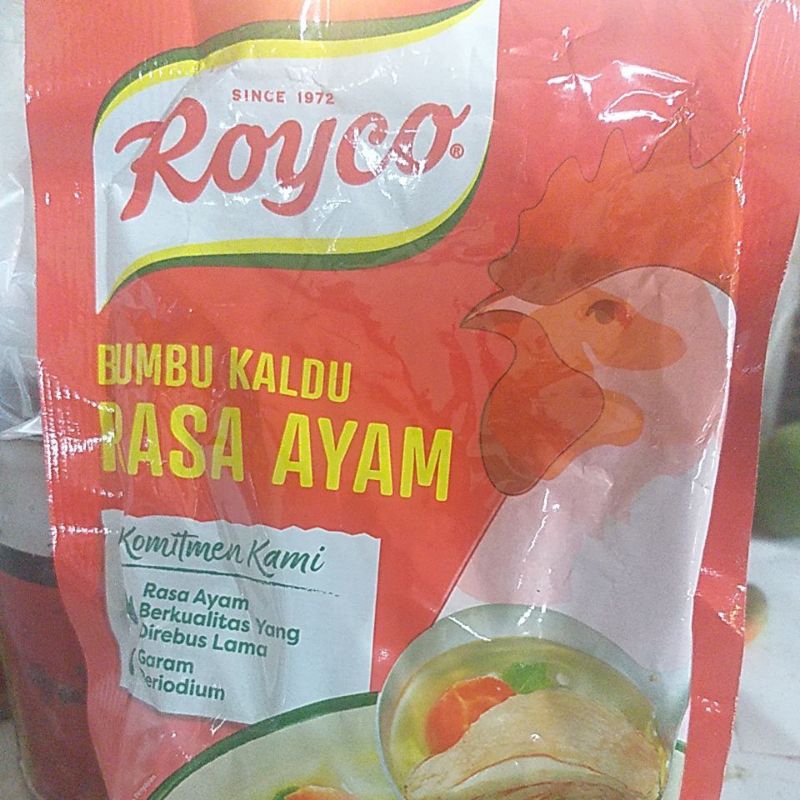 SINCE 1972
Royco®
BUMBU KALDU
RASA AYAM
Komitmen Kami
Rasa Ayam
Berkualitas Yang
Direbus Lama
Garam
Beriodium